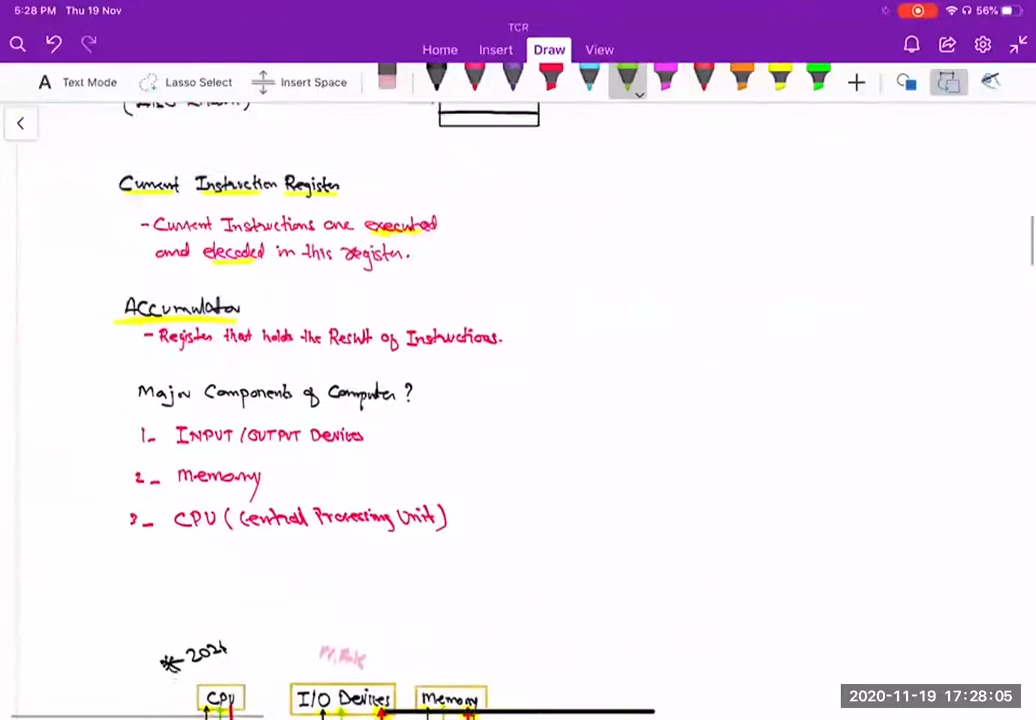 5:28 PM Thu 19 Nov
56%
TCR
Home Insert Draw View
A Text Mode Lasso Select Insert Space
Current Instruction Register
- Current Instructions are executed
and decoded in this register.
Accumulator
- Register that holds the Result of Instructions.
Major Components of Computer ?
1- INPUT/OUTPUT Devices
2- Memory
3- CPU (Central Processing Unit)
* 2021
CPU I/O Devices Memory
2020-11-19 17:28:05